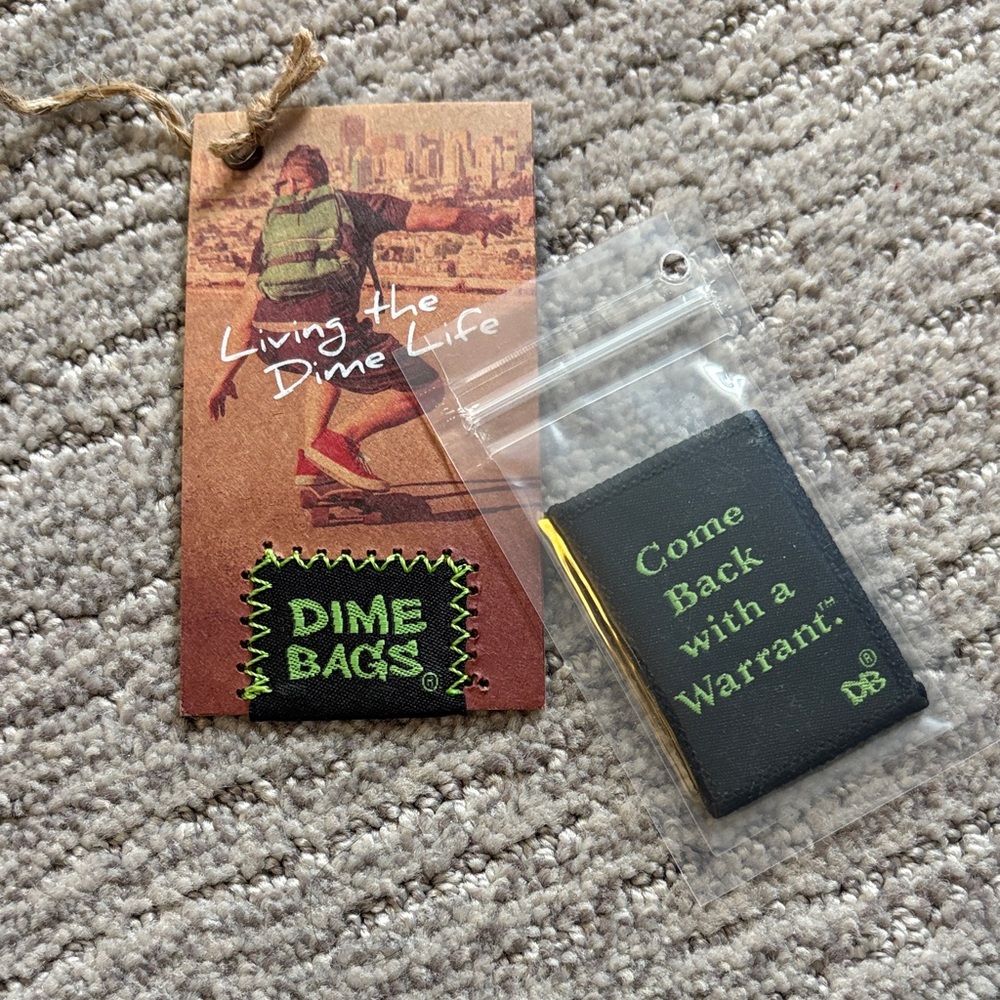 Living the
Dime Life
DIME
BAGS®
Come
Back
with a
Warrant.™
DB®